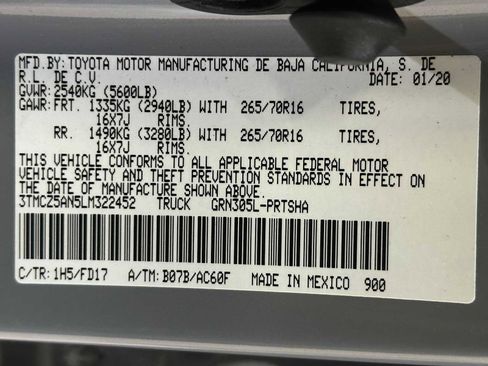 MFD.BY:TOYOTA MOTOR MANUFACTURING DE BAJA CALIFORNIA, S. DE
R.L. DE C.V. DATE: 01/20
GVWR:2540KG (5600LB)
GAWR:FRT. 1335KG (2940LB) WITH 265/70R16 TIRES,
16X7J RIMS.
RR. 1490KG (3280LB) WITH 265/70R16 TIRES,
16X7J RIMS.
THIS VEHICLE CONFORMS TO ALL APPLICABLE FEDERAL MOTOR
VEHICLE SAFETY AND THEFT PREVENTION STANDARDS IN EFFECT ON
THE DATE OF MANUFACTURE SHOWN ABOVE.
3TMCZ5AN5LM322452 TRUCK GRN305L-PRTSHA
C/TR: 1H5/FD17 A/TM: B07B/AC60F MADE IN MEXICO 900